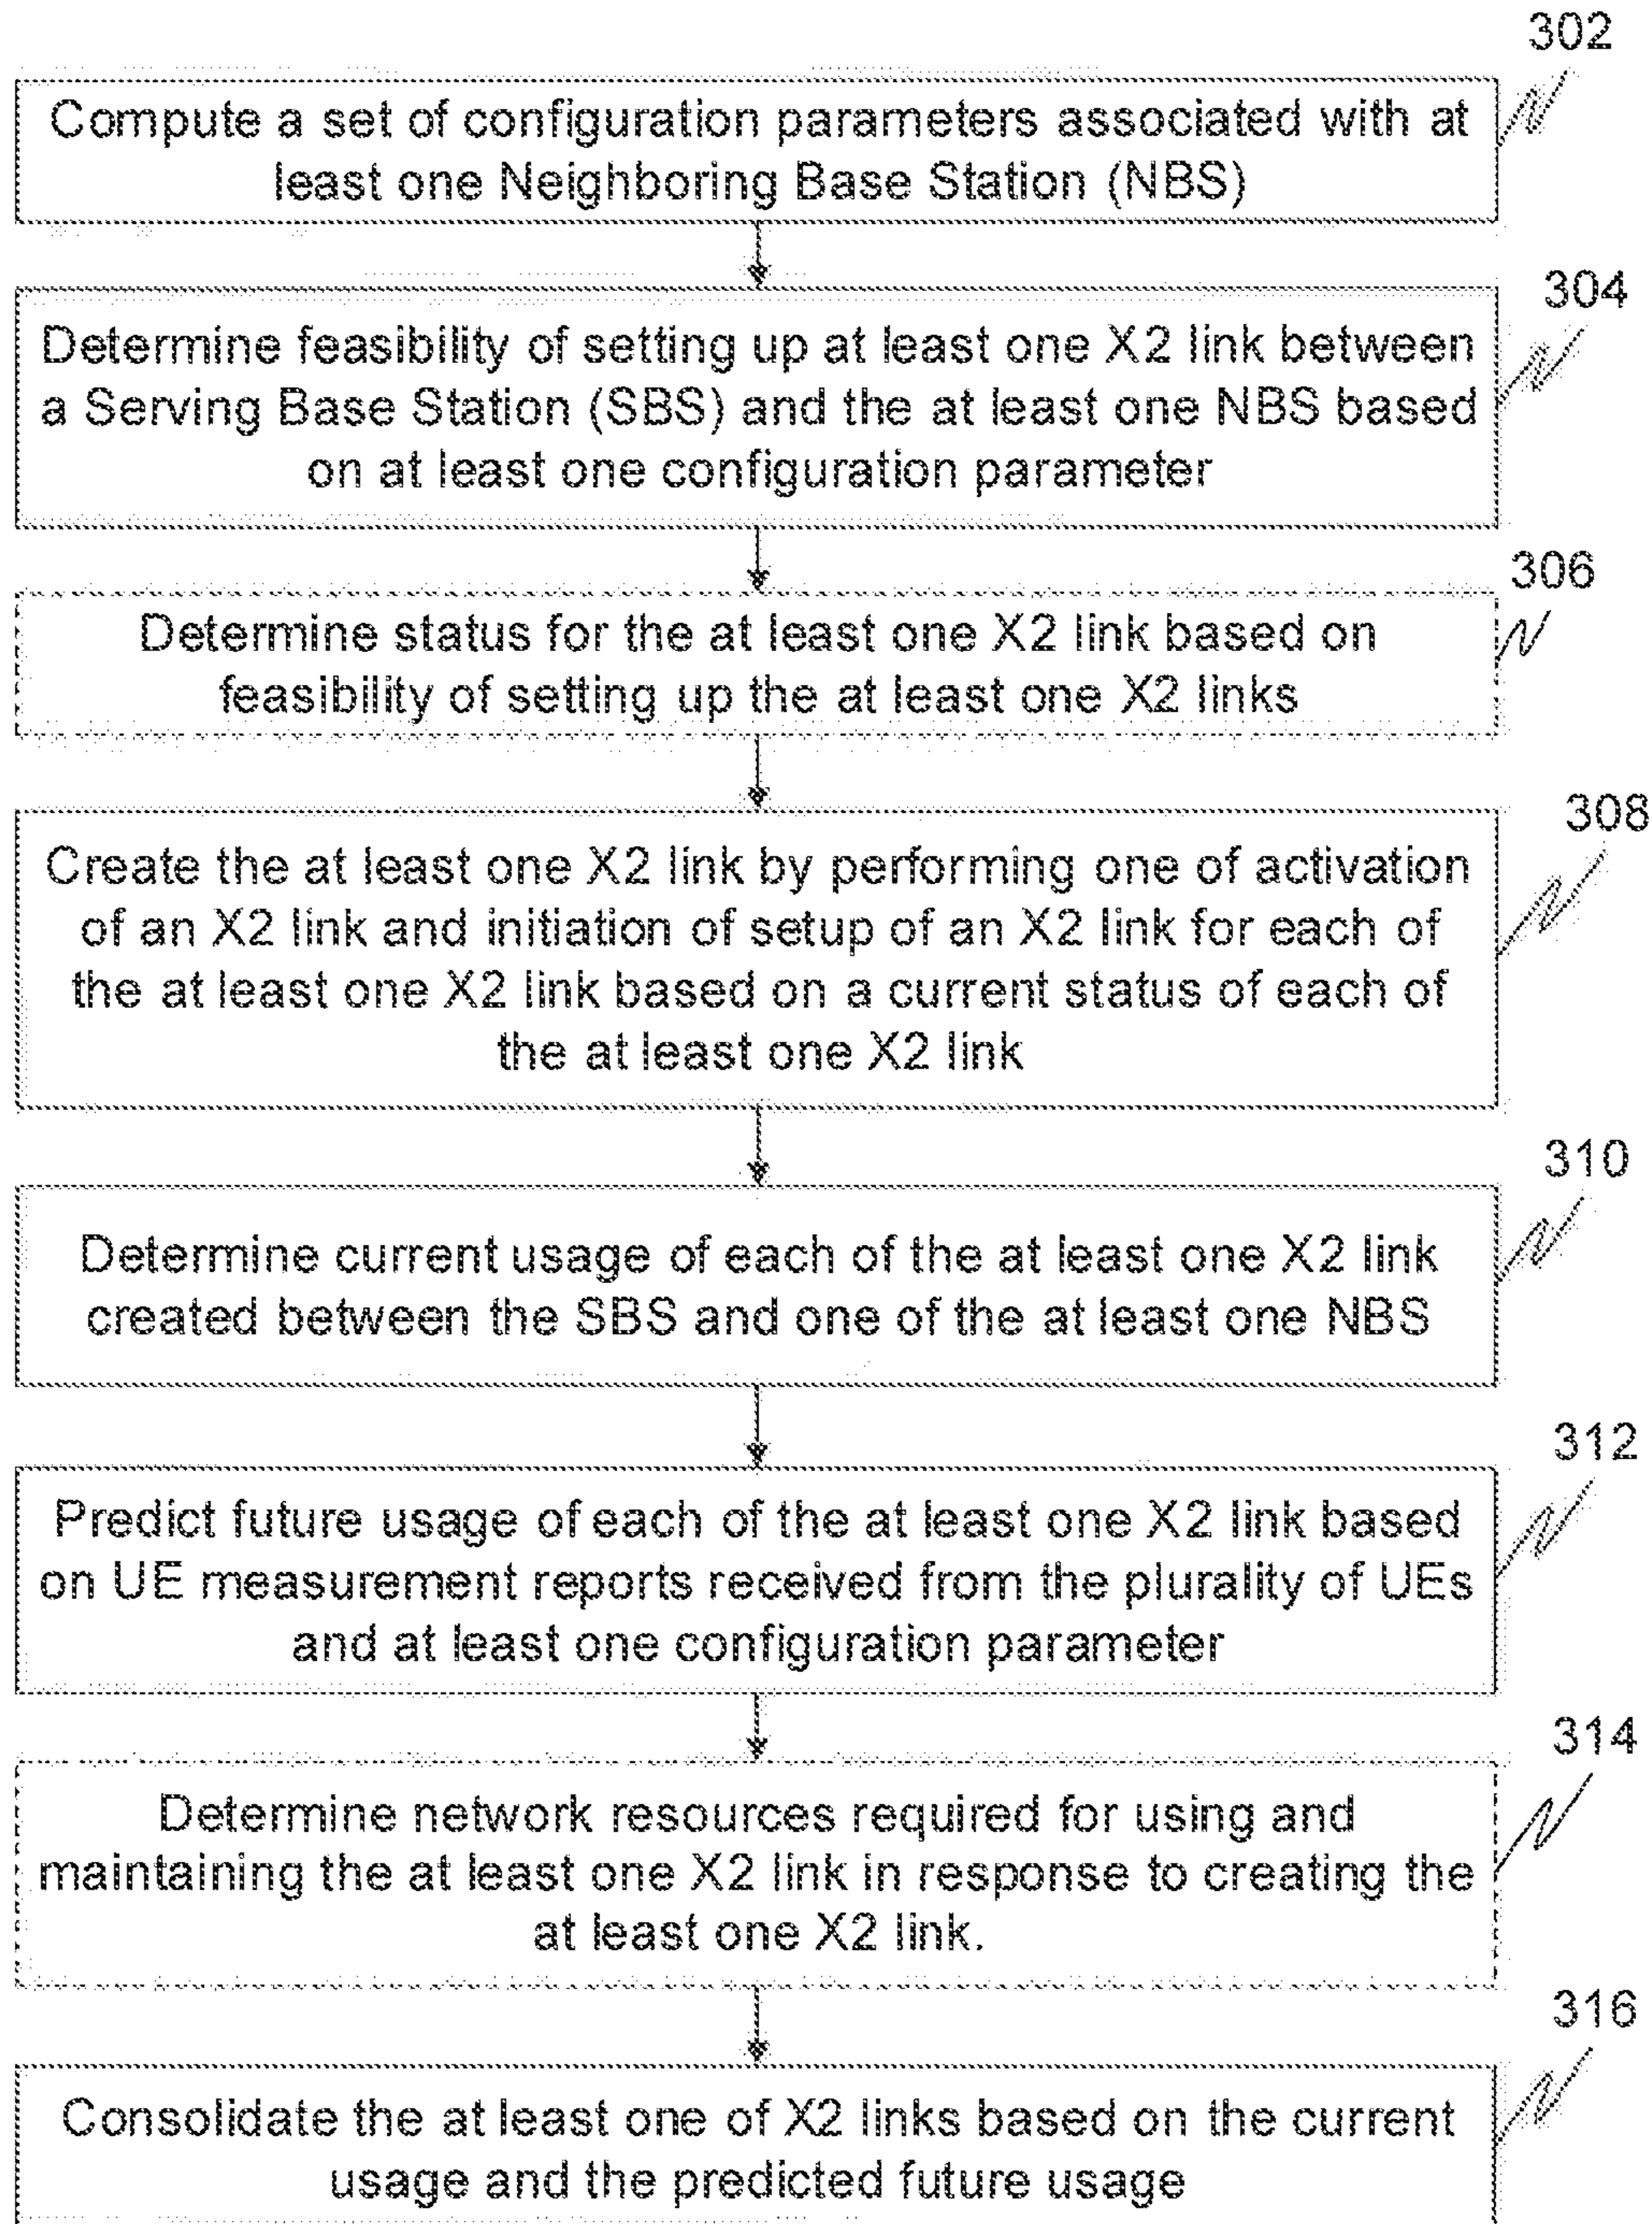 302
Compute a set of configuration parameters associated with at
least one Neighboring Base Station (NBS)
304
Determine feasibility of setting up at least one X2 link between
a Serving Base Station (SBS) and the at least one NBS based
on at least one configuration parameter
306
Determine status for the at least one X2 link based on
feasibility of setting up the at least one X2 links
308
Create the at least one X2 link by performing one of activation
of an X2 link and initiation of setup of an X2 link for each of
the at least one X2 link based on a current status of each of
the at least one X2 link
310
Determine current usage of each of the at least one X2 link
created between the SBS and one of the at least one NBS
312
Predict future usage of each of the at least one X2 link based
on UE measurement reports received from the plurality of UEs
and at least one configuration parameter
314
Determine network resources required for using and
maintaining the at least one X2 link in response to creating the
at least one X2 link.
316
Consolidate the at least one of X2 links based on the current
usage and the predicted future usage